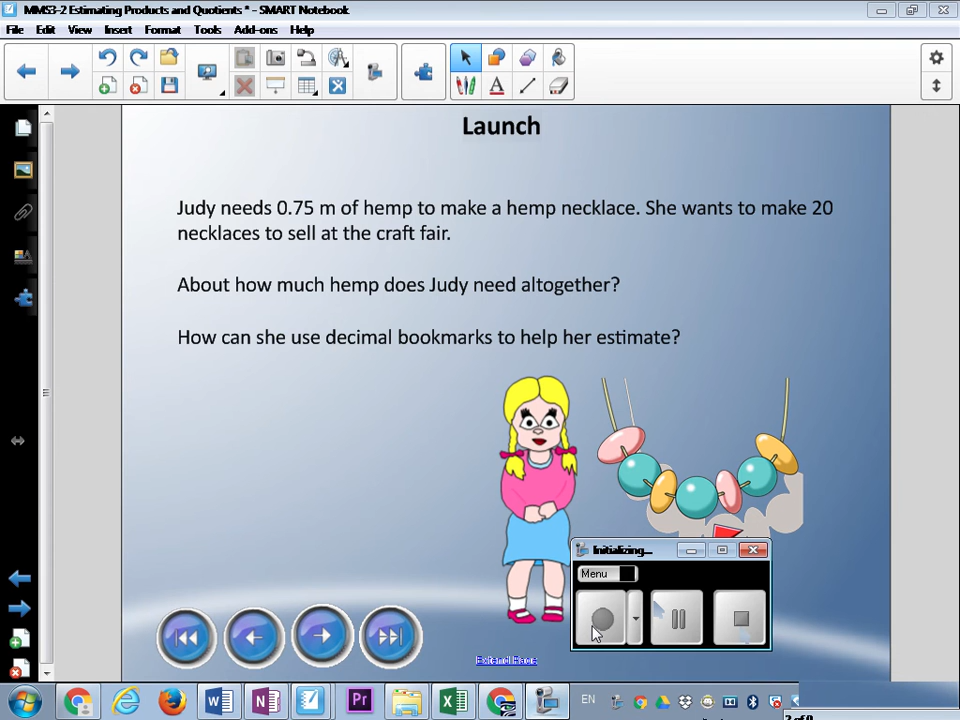 MMS3-2 Estimating Products and Quotients * - SMART Notebook
File Edit View Insert Format Tools Add-ons Help
Launch
Judy needs 0.75 m of hemp to make a hemp necklace. She wants to make 20
necklaces to sell at the craft fair.
About how much hemp does Judy need altogether?
How can she use decimal bookmarks to help her estimate?
Initializing...
Menu
Extend Page
EN